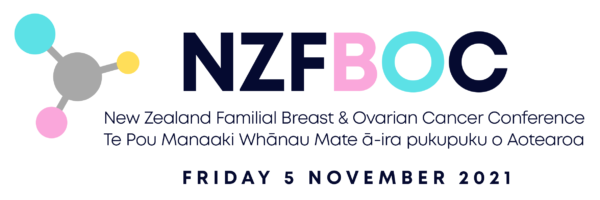 NZFBOC
New Zealand Familial Breast & Ovarian Cancer Conference
Te Pou Manaaki Whānau Mate ā-ira pukupuku o Aotearoa
FRIDAY 5 NOVEMBER 2021